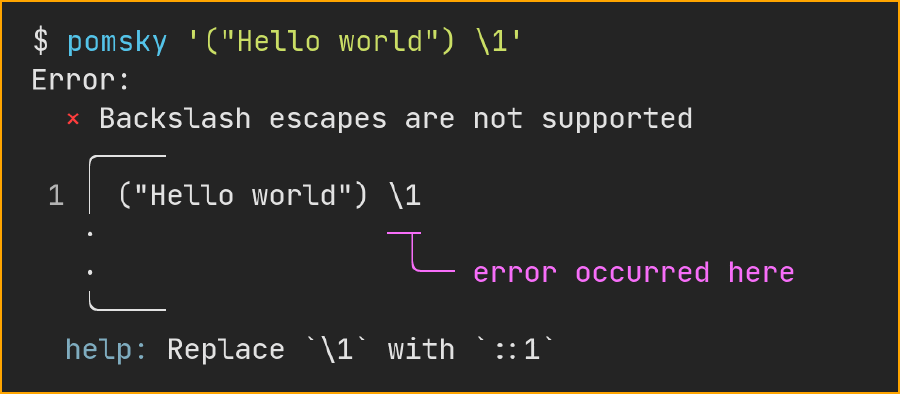 $ pomsky '("Hello world") \1'
Error:
× Backslash escapes are not supported
1 ("Hello world") \1
error occurred here
help: Replace `\1` with `::1`